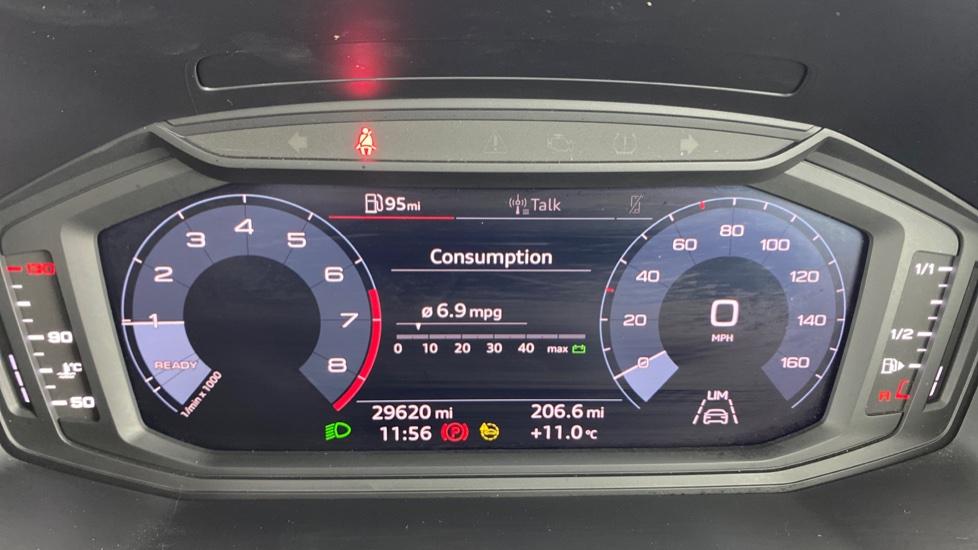 95mi
Talk
Consumption
ø 6.9 mpg
0 10 20 30 40 max
1 2 3 4 5 6 7 8
READY
1/min x 1000
0 20 40 60 80 100 120 140 160
0
MPH
130
90
°C
50
1/1
1/2
R
29620 mi
206.6 mi
11:56
P
+11.0 °C
LIM